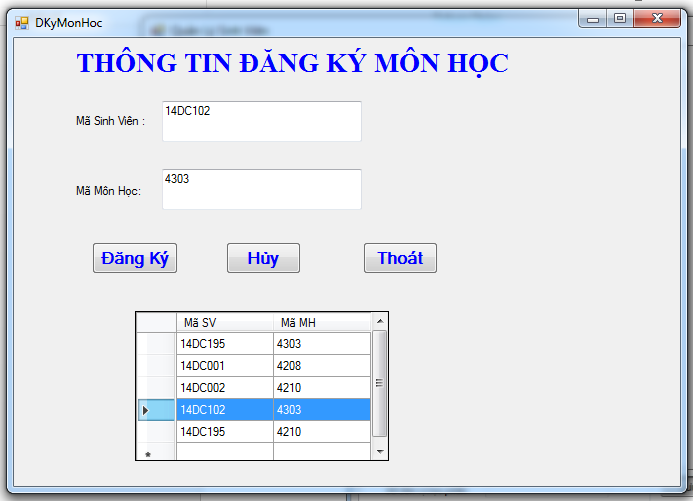 DKyMonHoc
THÔNG TIN ĐĂNG KÝ MÔN HỌC
Mã Sinh Viên : 14DC102
Mã Môn Học: 4303
Đăng Ký Hủy Thoát
Mã SV Mã MH
14DC195 4303
14DC001 4208
14DC002 4210
14DC102 4303
14DC195 4210